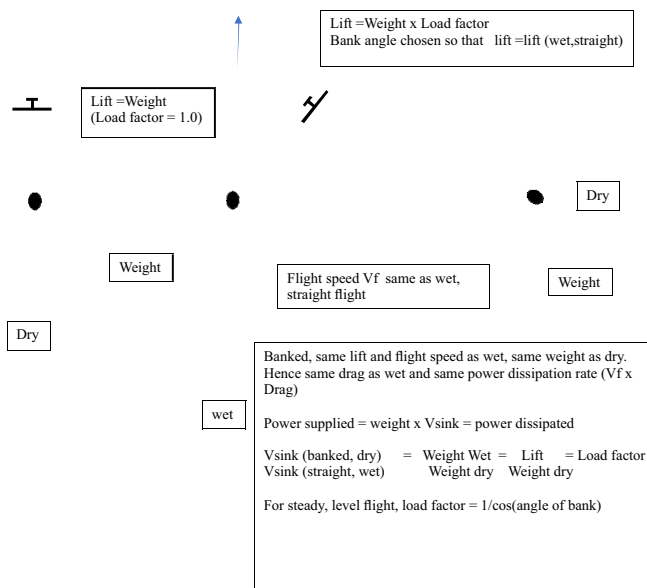 Lift =Weight x Load factor
Bank angle chosen so that lift =lift (wet,straight)
Lift =Weight
(Load factor = 1.0)
Dry
Weight
Flight speed Vf same as wet,
straight flight
Weight
Dry
wet
Banked, same lift and flight speed as wet, same weight as dry.
Hence same drag as wet and same power dissipation rate (Vf x
Drag)
Power supplied = weight x Vsink = power dissipated
Vsink (banked, dry) = Weight Wet = Lift = Load factor
Vsink (straight, wet) Weight dry Weight dry
For steady, level flight, load factor = 1/cos(angle of bank)